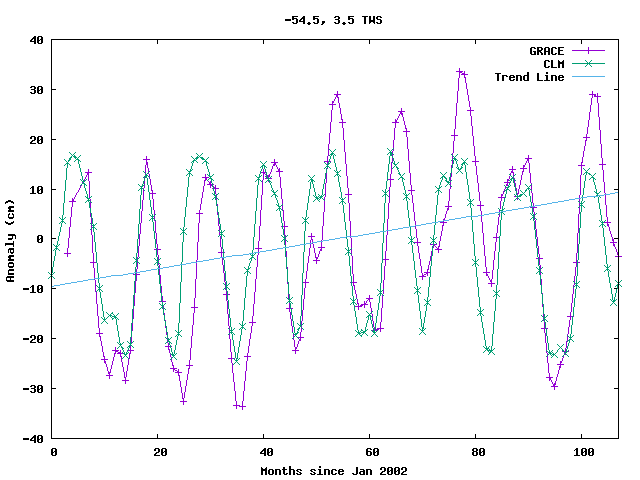 -54.5, 3.5 TWS
GRACE
CLM
Trend Line
Anomaly (cm)
40
30
20
10
0
-10
-20
-30
-40
0 20 40 60 80 100
Months since Jan 2002